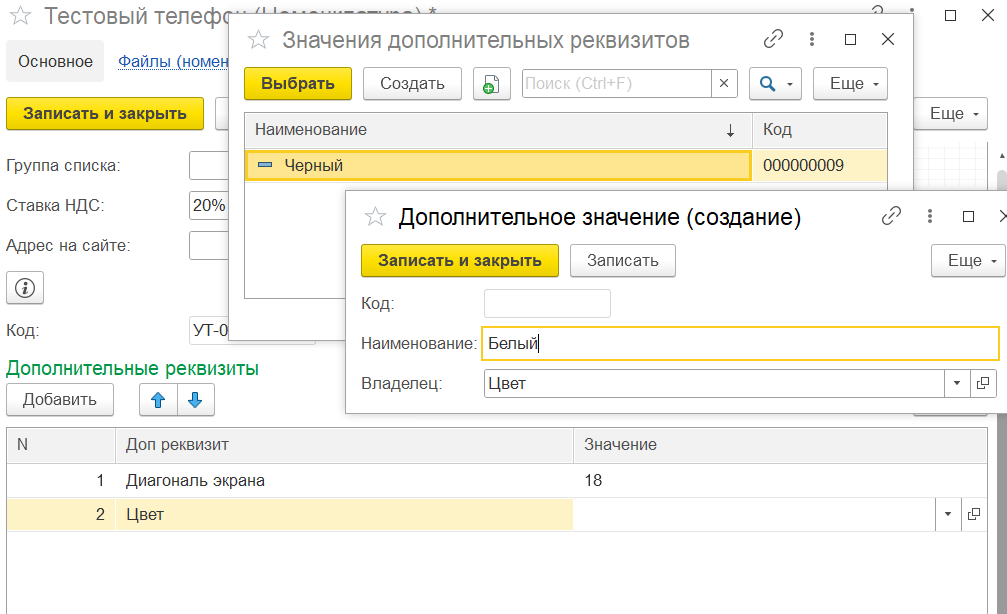 Тестовый телефон (Номенклатура) *
Основное
Файлы (номен
Записать и закрыть
Еще
Группа списка:
Ставка НДС:
20%
Адрес на сайте:
Код:
УТ-0
Дополнительные реквизиты
Добавить
N
Доп реквизит
Значение
1
Диагональ экрана
18
2
Цвет
Значения дополнительных реквизитов
Выбрать
Создать
Поиск (Ctrl+F)
Еще
Наименование
Код
Черный
000000009
Дополнительное значение (создание)
Записать и закрыть
Записать
Еще
Код:
Наименование:
Белый
Владелец:
Цвет